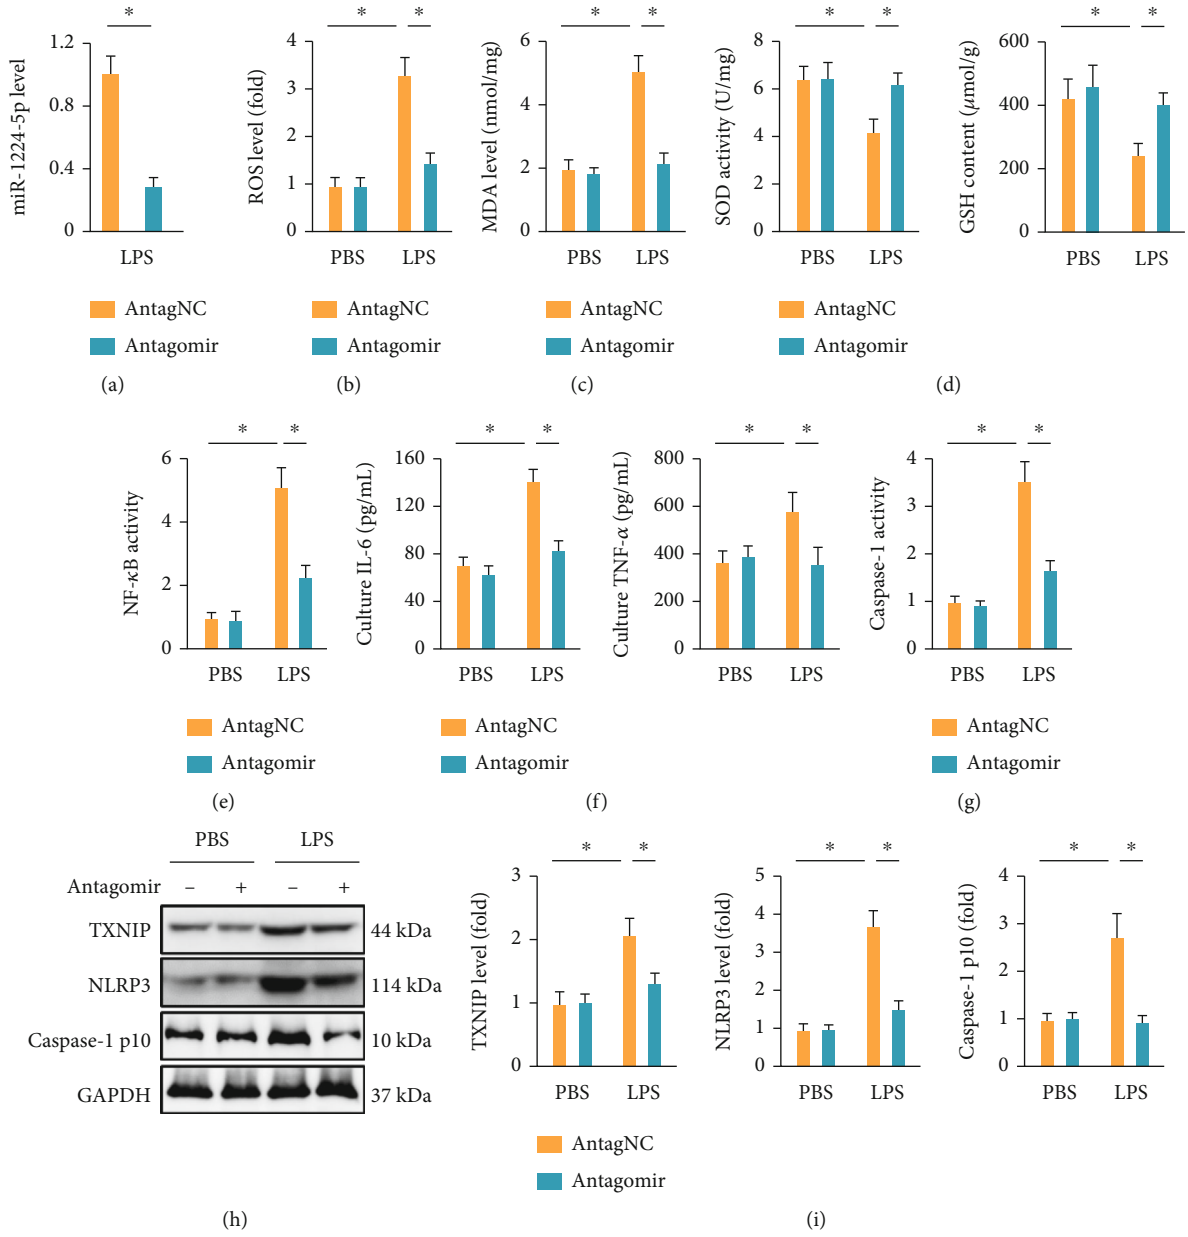 *
miR-1224-5p level
1.2
0.8
0.4
0
LPS
AntagNC
Antagomir
(a)
* *
ROS level (fold)
4
3
2
1
0
PBS LPS
AntagNC
Antagomir
(b)
* *
MDA level (nmol/mg)
6
4
2
0
PBS LPS
AntagNC
Antagomir
(c)
* *
SOD activity (U/mg)
8
6
4
2
0
PBS LPS
AntagNC
Antagomir
* *
GSH content (μmol/g)
600
400
200
0
PBS LPS
(d)
* *
NF-κB activity
6
4
2
0
PBS LPS
AntagNC
Antagomir
(e)
* *
Culture IL-6 (pg/mL)
160
120
80
40
0
PBS LPS
AntagNC
Antagomir
* *
Culture TNF-α (pg/mL)
800
600
400
200
0
PBS LPS
(f)
* *
Caspase-1 activity
4
3
2
1
0
PBS LPS
AntagNC
Antagomir
(g)
PBS LPS
Antagomir – + – +
TXNIP 44 kDa
NLRP3 114 kDa
Caspase-1 p10 10 kDa
GAPDH 37 kDa
(h)
* *
TXNIP level (fold)
3
2
1
0
PBS LPS
AntagNC
Antagomir
* *
NLRP3 level (fold)
5
4
3
2
1
0
PBS LPS
* *
Caspase-1 p10 (fold)
4
3
2
1
0
PBS LPS
(i)